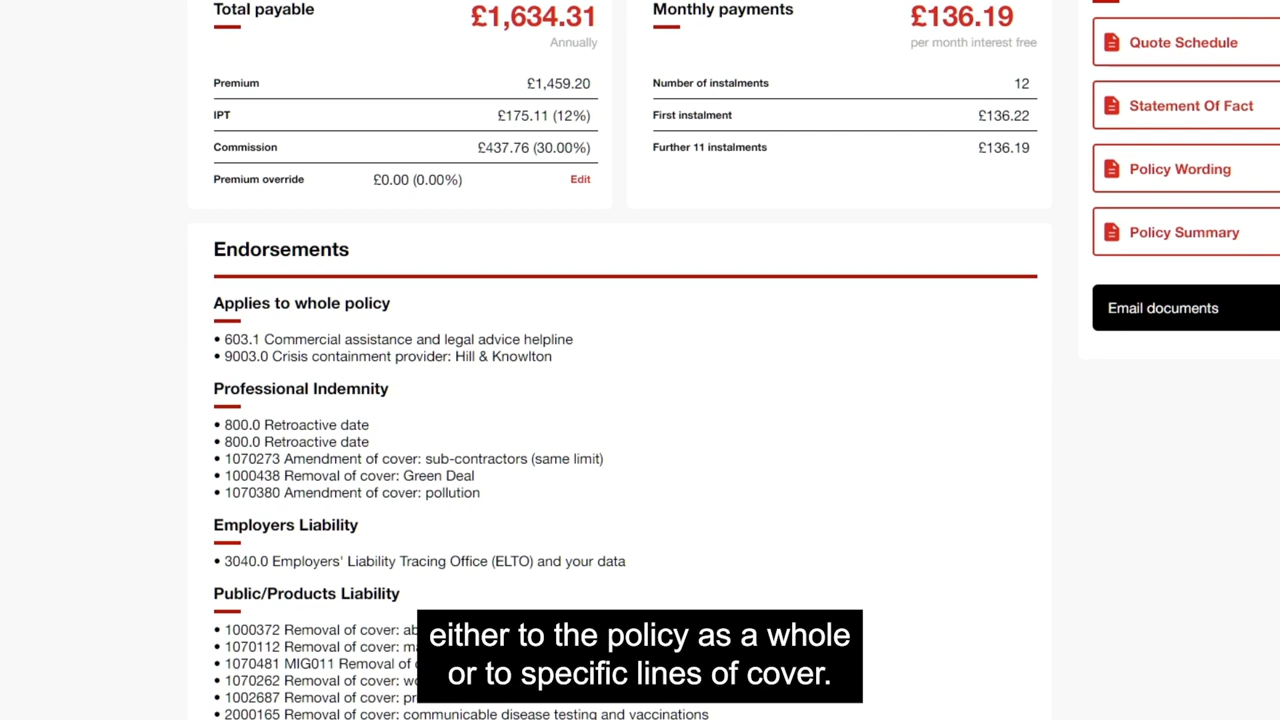 Total payable
£1,634.31
Annually
Premium £1,459.20
IPT £175.11 (12%)
Commission £437.76 (30.00%)
Premium override £0.00 (0.00%) Edit
Monthly payments
£136.19
per month interest free
Number of instalments 12
First instalment £136.22
Further 11 instalments £136.19
Quote Schedule
Statement Of Fact
Policy Wording
Policy Summary
Email documents
Endorsements
Applies to whole policy
• 603.1 Commercial assistance and legal advice helpline
• 9003.0 Crisis containment provider: Hill & Knowlton
Professional Indemnity
• 800.0 Retroactive date
• 800.0 Retroactive date
• 1070273 Amendment of cover: sub-contractors (same limit)
• 1000438 Removal of cover: Green Deal
• 1070380 Amendment of cover: pollution
Employers Liability
• 3040.0 Employers' Liability Tracing Office (ELTO) and your data
Public/Products Liability
• 1000372 Removal of cover:
• 1070112 Removal of cover:
• 1070481 MIG011 Removal of
• 1070262 Removal of cover:
• 1002687 Removal of cover:
• 2000165 Removal of cover: communicable disease testing and vaccinations
either to the policy as a whole
or to specific lines of cover.